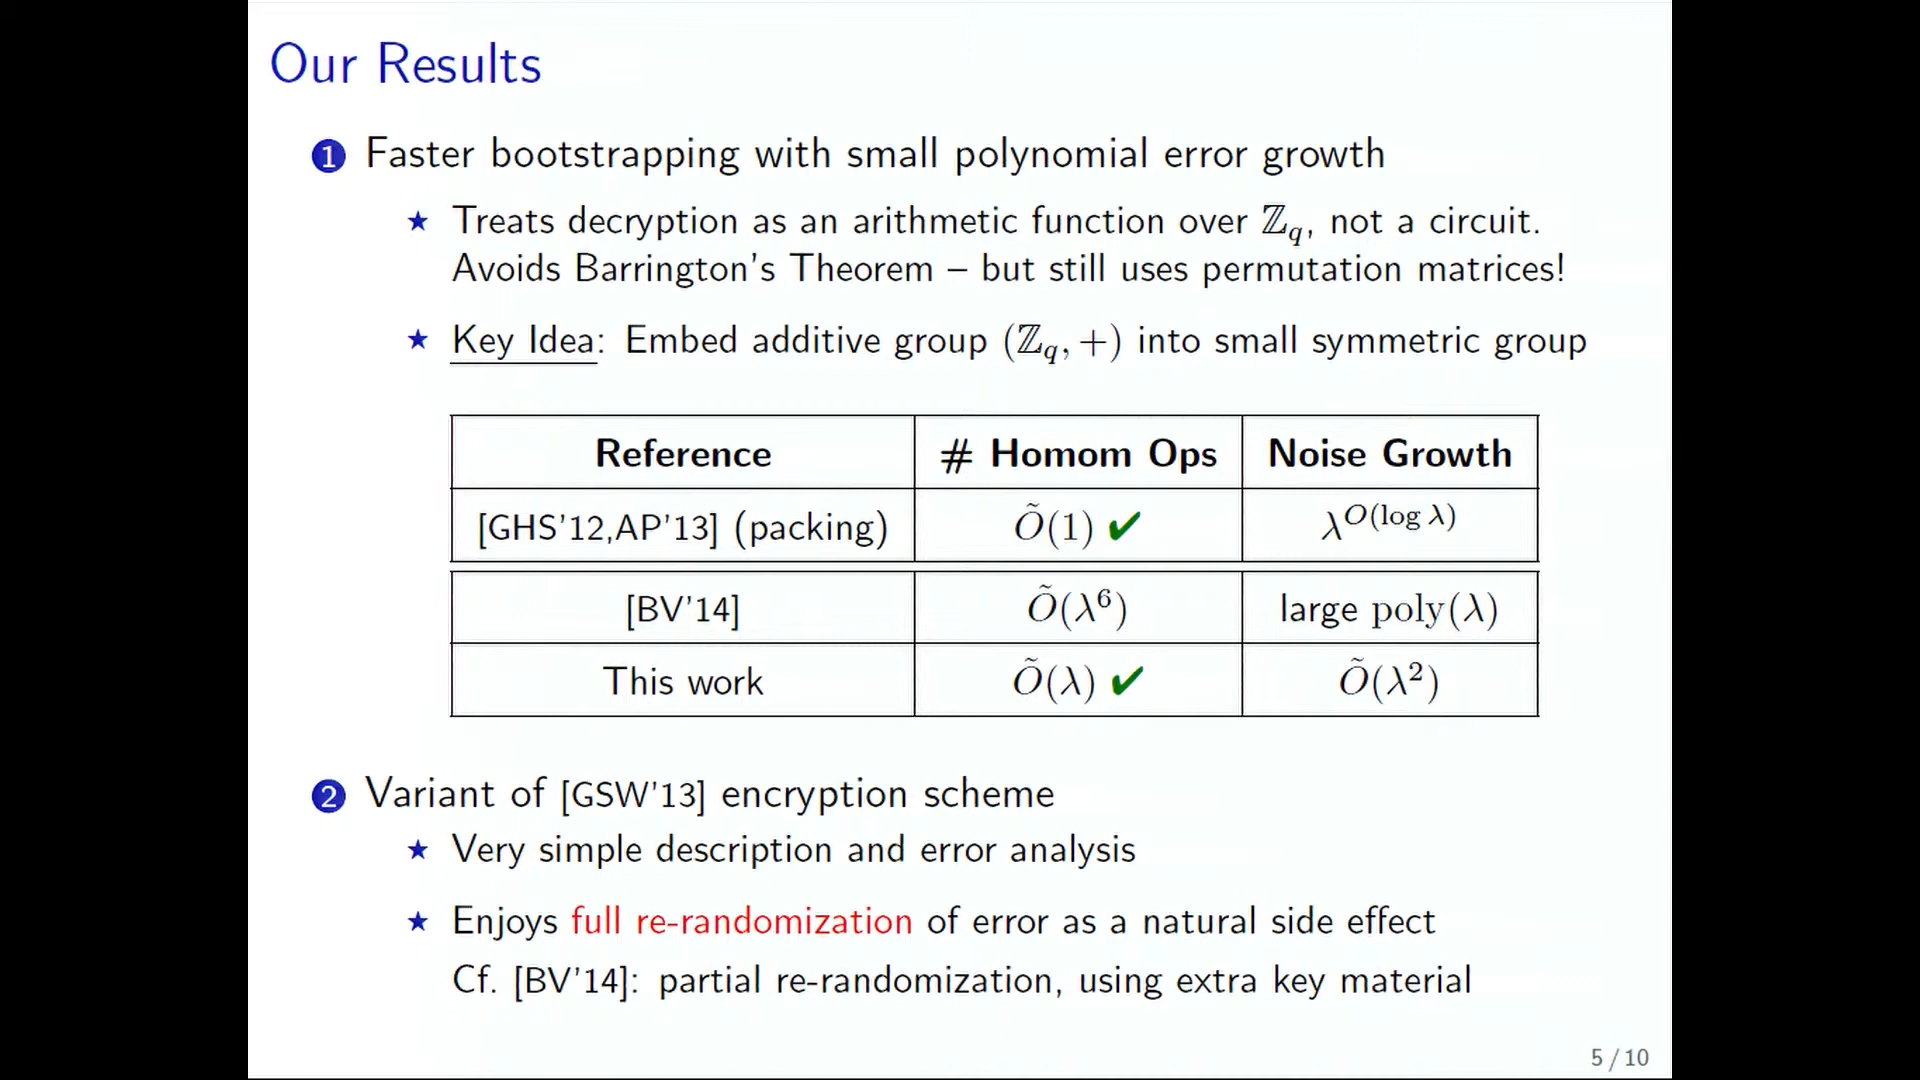 Our Results
1 Faster bootstrapping with small polynomial error growth
★ Treats decryption as an arithmetic function over ℤ_q, not a circuit.
Avoids Barrington's Theorem – but still uses permutation matrices!
★ Key Idea: Embed additive group (ℤ_q, +) into small symmetric group
Reference # Homom Ops Noise Growth
[GHS'12,AP'13] (packing) Õ(1) ✔ λ^{O(log λ)}
[BV'14] Õ(λ^6) large poly(λ)
This work Õ(λ) ✔ Õ(λ^2)
2 Variant of [GSW'13] encryption scheme
★ Very simple description and error analysis
★ Enjoys full re-randomization of error as a natural side effect
Cf. [BV'14]: partial re-randomization, using extra key material
5 / 10